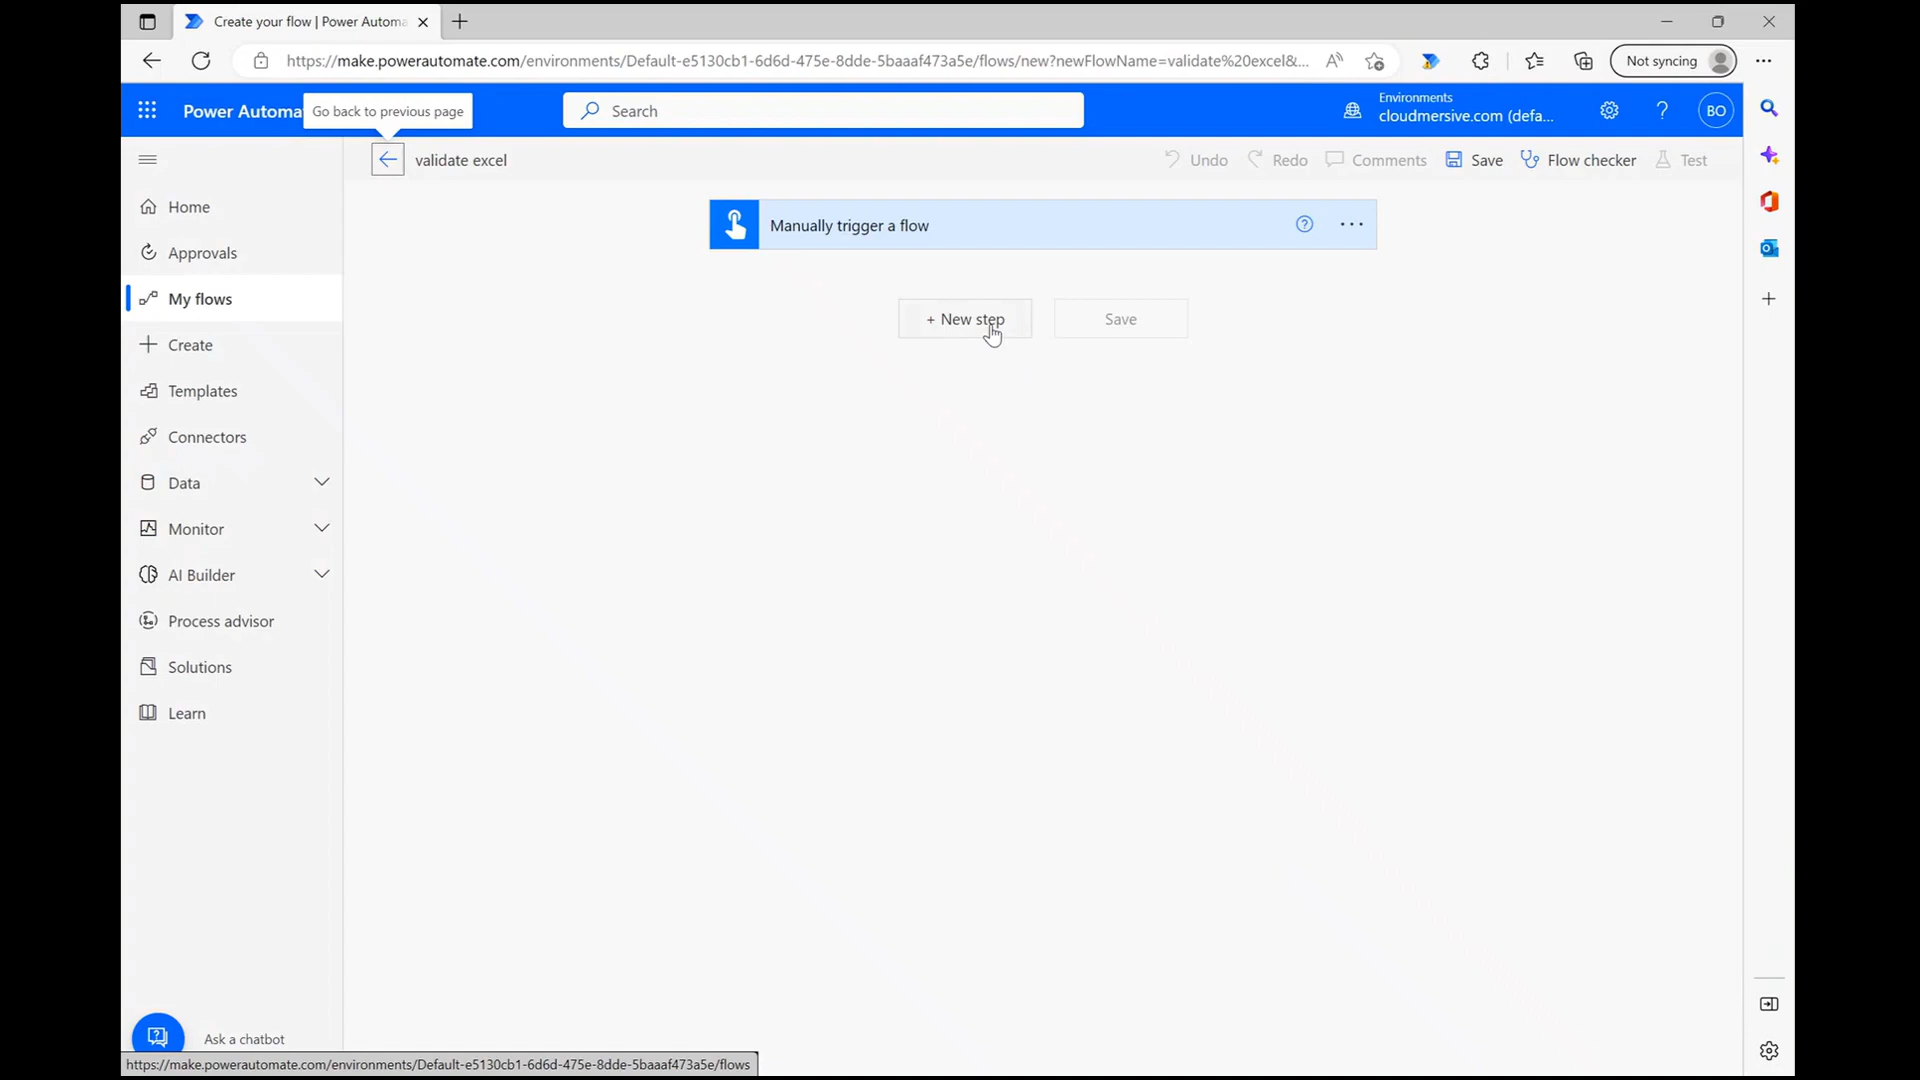 Create your flow | Power Automa
https://make.powerautomate.com/environments/Default-e5130cb1-6d6d-475e-8dde-5baaaf473a5e/flows/new?newFlowName=validate%20excel&...
Not syncing
Power Automa
Go back to previous page
Search
Environments
cloudmersive.com (defa...
BO
validate excel
Undo
Redo
Comments
Save
Flow checker
Test
Home
Approvals
My flows
Create
Templates
Connectors
Data
Monitor
AI Builder
Process advisor
Solutions
Learn
Manually trigger a flow
+ New step
Save
Ask a chatbot
https://make.powerautomate.com/environments/Default-e5130cb1-6d6d-475e-8dde-5baaaf473a5e/flows